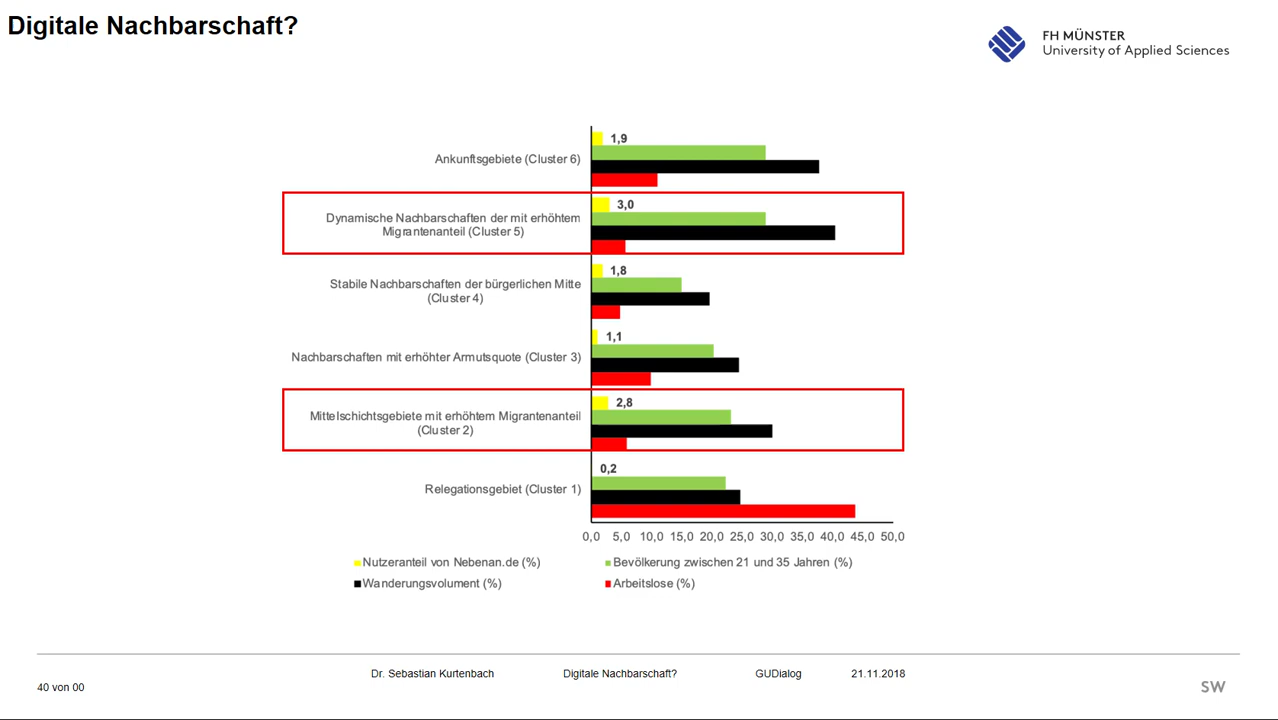 Digitale Nachbarschaft?
FH MÜNSTER
University of Applied Sciences
1,9
Ankunftsgebiete (Cluster 6)
3,0
Dynamische Nachbarschaften der mit erhöhtem
Migrantenanteil (Cluster 5)
1,8
Stabile Nachbarschaften der bürgerlichen Mitte
(Cluster 4)
1,1
Nachbarschaften mit erhöhter Armutsquote (Cluster 3)
2,8
Mittelschichtsgebiete mit erhöhtem Migrantenanteil
(Cluster 2)
0,2
Relegationsgebiet (Cluster 1)
0,0 5,0 10,0 15,0 20,0 25,0 30,0 35,0 40,0 45,0 50,0
Nutzeranteil von Nebenan.de (%) Bevölkerung zwischen 21 und 35 Jahren (%)
Wanderungsvolument (%) Arbeitslose (%)
Dr. Sebastian Kurtenbach Digitale Nachbarschaft? GUDialog 21.11.2018
40 von 00
SW